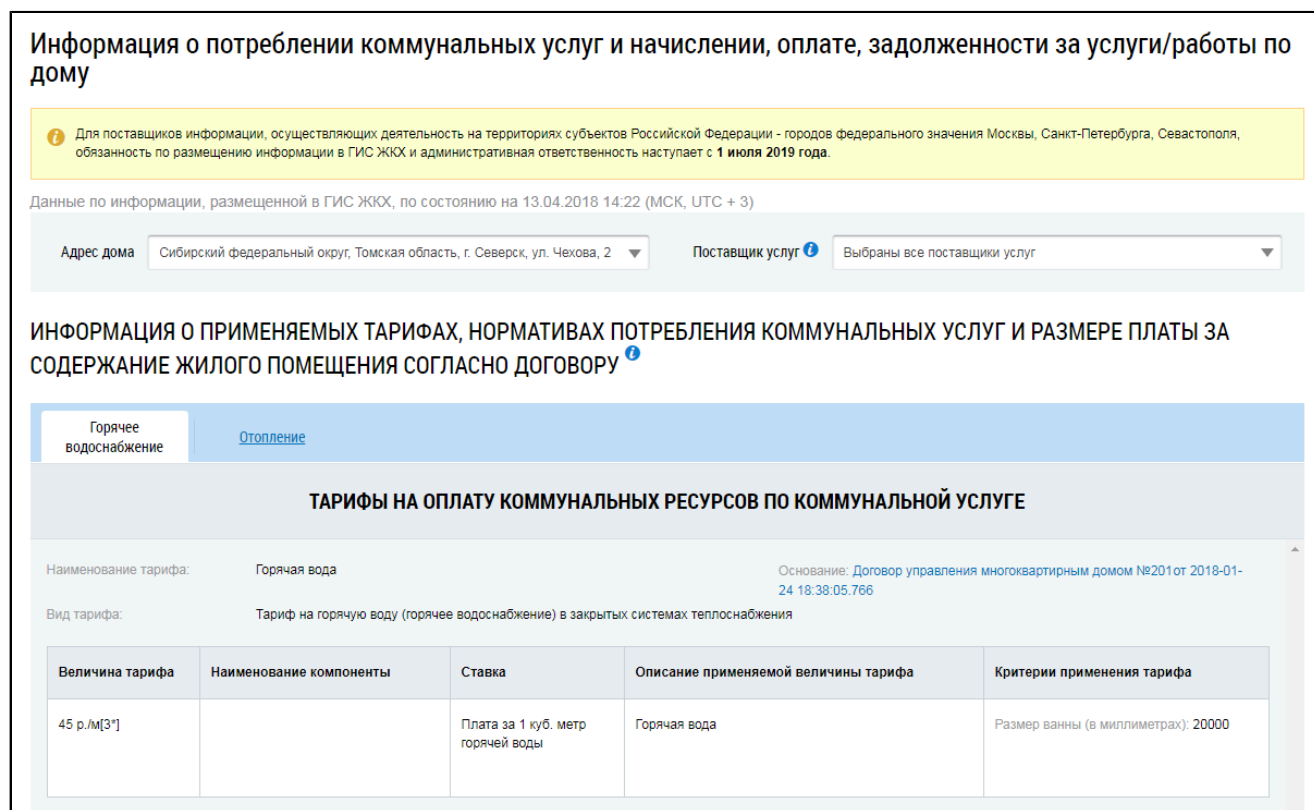 Информация о потреблении коммунальных услуг и начислении, оплате, задолженности за услуги/работы по
дому
Для поставщиков информации, осуществляющих деятельность на территориях субъектов Российской Федерации - городов федерального значения Москвы, Санкт-Петербурга, Севастополя,
обязанность по размещению информации в ГИС ЖКХ и административная ответственность наступает с 1 июля 2019 года.
Данные по информации, размещенной в ГИС ЖКХ, по состоянию на 13.04.2018 14:22 (МСК, UTC + 3)
Адрес дома Сибирский федеральный округ, Томская область, г. Северск, ул. Чехова, 2 Поставщик услуг Выбраны все поставщики услуг
ИНФОРМАЦИЯ О ПРИМЕНЯЕМЫХ ТАРИФАХ, НОРМАТИВАХ ПОТРЕБЛЕНИЯ КОММУНАЛЬНЫХ УСЛУГ И РАЗМЕРЕ ПЛАТЫ ЗА
СОДЕРЖАНИЕ ЖИЛОГО ПОМЕЩЕНИЯ СОГЛАСНО ДОГОВОРУ
Горячее
водоснабжение
Отопление
ТАРИФЫ НА ОПЛАТУ КОММУНАЛЬНЫХ РЕСУРСОВ ПО КОММУНАЛЬНОЙ УСЛУГЕ
Наименование тарифа: Горячая вода
Основание: Договор управления многоквартирным домом №201от 2018-01-
24 18:38:05.766
Вид тарифа: Тариф на горячую воду (горячее водоснабжение) в закрытых системах теплоснабжения
Величина тарифа Наименование компоненты Ставка Описание применяемой величины тарифа Критерии применения тарифа
45 р./м[3*] Плата за 1 куб. метр Горячая вода Размер ванны (в миллиметрах): 20000
горячей воды